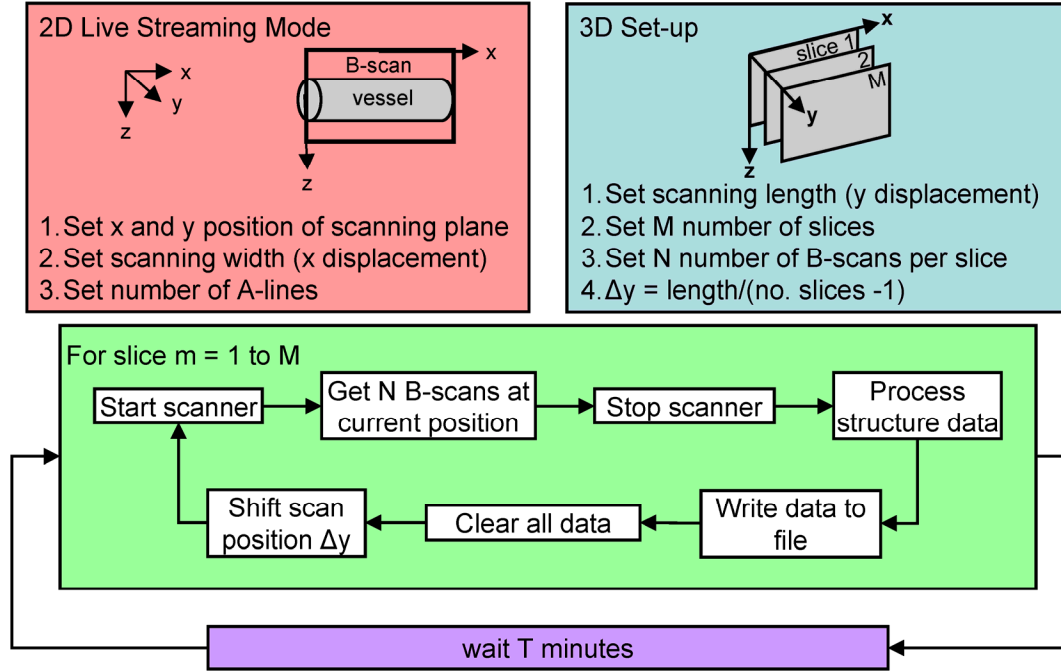 2D Live Streaming Mode
x
y
z
B-scan
x
vessel
z
1. Set x and y position of scanning plane
2. Set scanning width (x displacement)
3. Set number of A-lines
3D Set-up
x
slice 1
2
M
y
z
1. Set scanning length (y displacement)
2. Set M number of slices
3. Set N number of B-scans per slice
4. Δy = length/(no. slices -1)
For slice m = 1 to M
Start scanner
Get N B-scans at
current position
Stop scanner
Process
structure data
Shift scan
position Δy
Clear all data
Write data to
file
wait T minutes